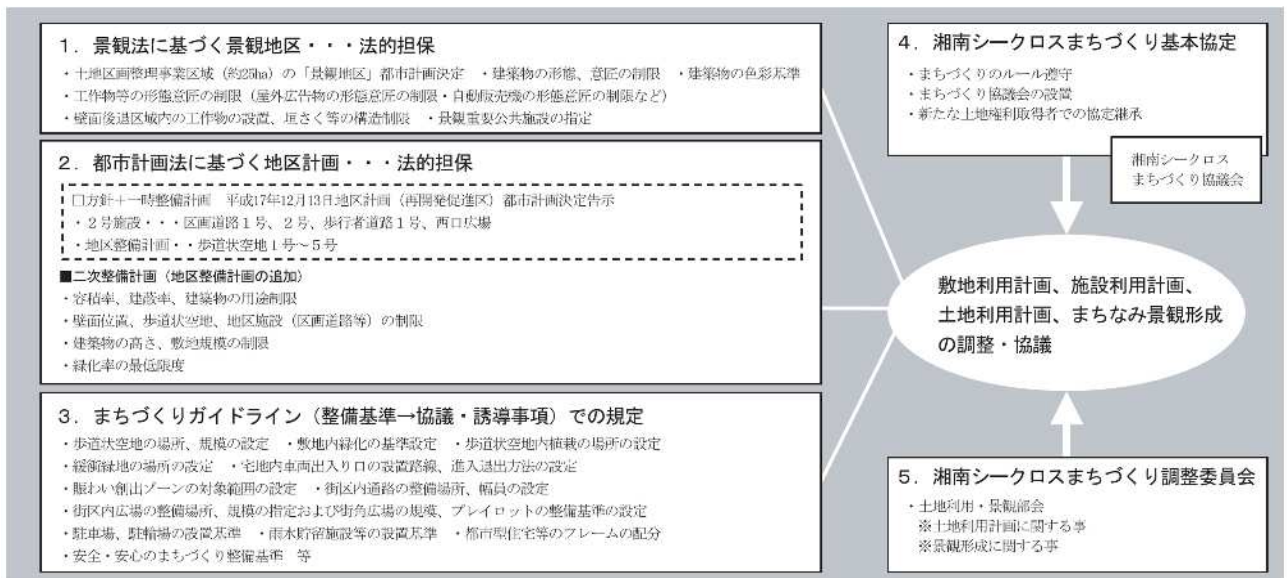 1．景観法に基づく景観地区・・・法的担保
・土地区画整理事業区域（約25ha）の「景観地区」都市計画決定　・建築物の形態、意匠の制限　・建築物の色彩基準
・工作物等の形態意匠の制限（屋外広告物の形態意匠の制限・自動販売機の形態意匠の制限など）
・壁面後退区域内の工作物の設置、垣さく等の構造制限　・景観重要公共施設の指定
2．都市計画法に基づく地区計画・・・法的担保
□方針＋一時整備計画　平成17年12月13日地区計画（再開発促進区）都市計画決定告示
・2号施設・・・区画道路1号、2号、歩行者道路1号、西口広場
・地区整備計画・・歩道状空地1号～5号
■二次整備計画（地区整備計画の追加）
・容積率、建蔽率、建築物の用途制限
・壁面位置、歩道状空地、地区施設（区画道路等）の制限
・建築物の高さ、敷地規模の制限
・緑化率の最低限度
3．まちづくりガイドライン（整備基準→協議・誘導事項）での規定
・歩道状空地の場所、規模の設定　・敷地内緑化の基準設定　・歩道状空地内植栽の場所の設定
・緩衝緑地の場所の設定　・宅地内車両出入り口の設置路線、進入退出方法の設定
・賑わい創出ゾーンの対象範囲の設定　・街区内通路の整備場所、幅員の設定
・街区内広場の整備場所、規模の指定および街角広場の規模、プレイロットの整備基準の設定
・駐車場、駐輪場の設置基準　・雨水貯留施設等の設置基準　・都市型住宅等のフレームの配分
・安全・安心のまちづくり整備基準　等
4．湘南シークロスまちづくり基本協定
・まちづくりのルール遵守
・まちづくり協議会の設置
・新たな土地権利取得者での協定継承
湘南シークロス
まちづくり協議会
敷地利用計画、施設利用計画、
土地利用計画、まちなみ景観形成
の調整・協議
5．湘南シークロスまちづくり調整委員会
・土地利用・景観部会
※土地利用計画に関する事
※景観形成に関する事